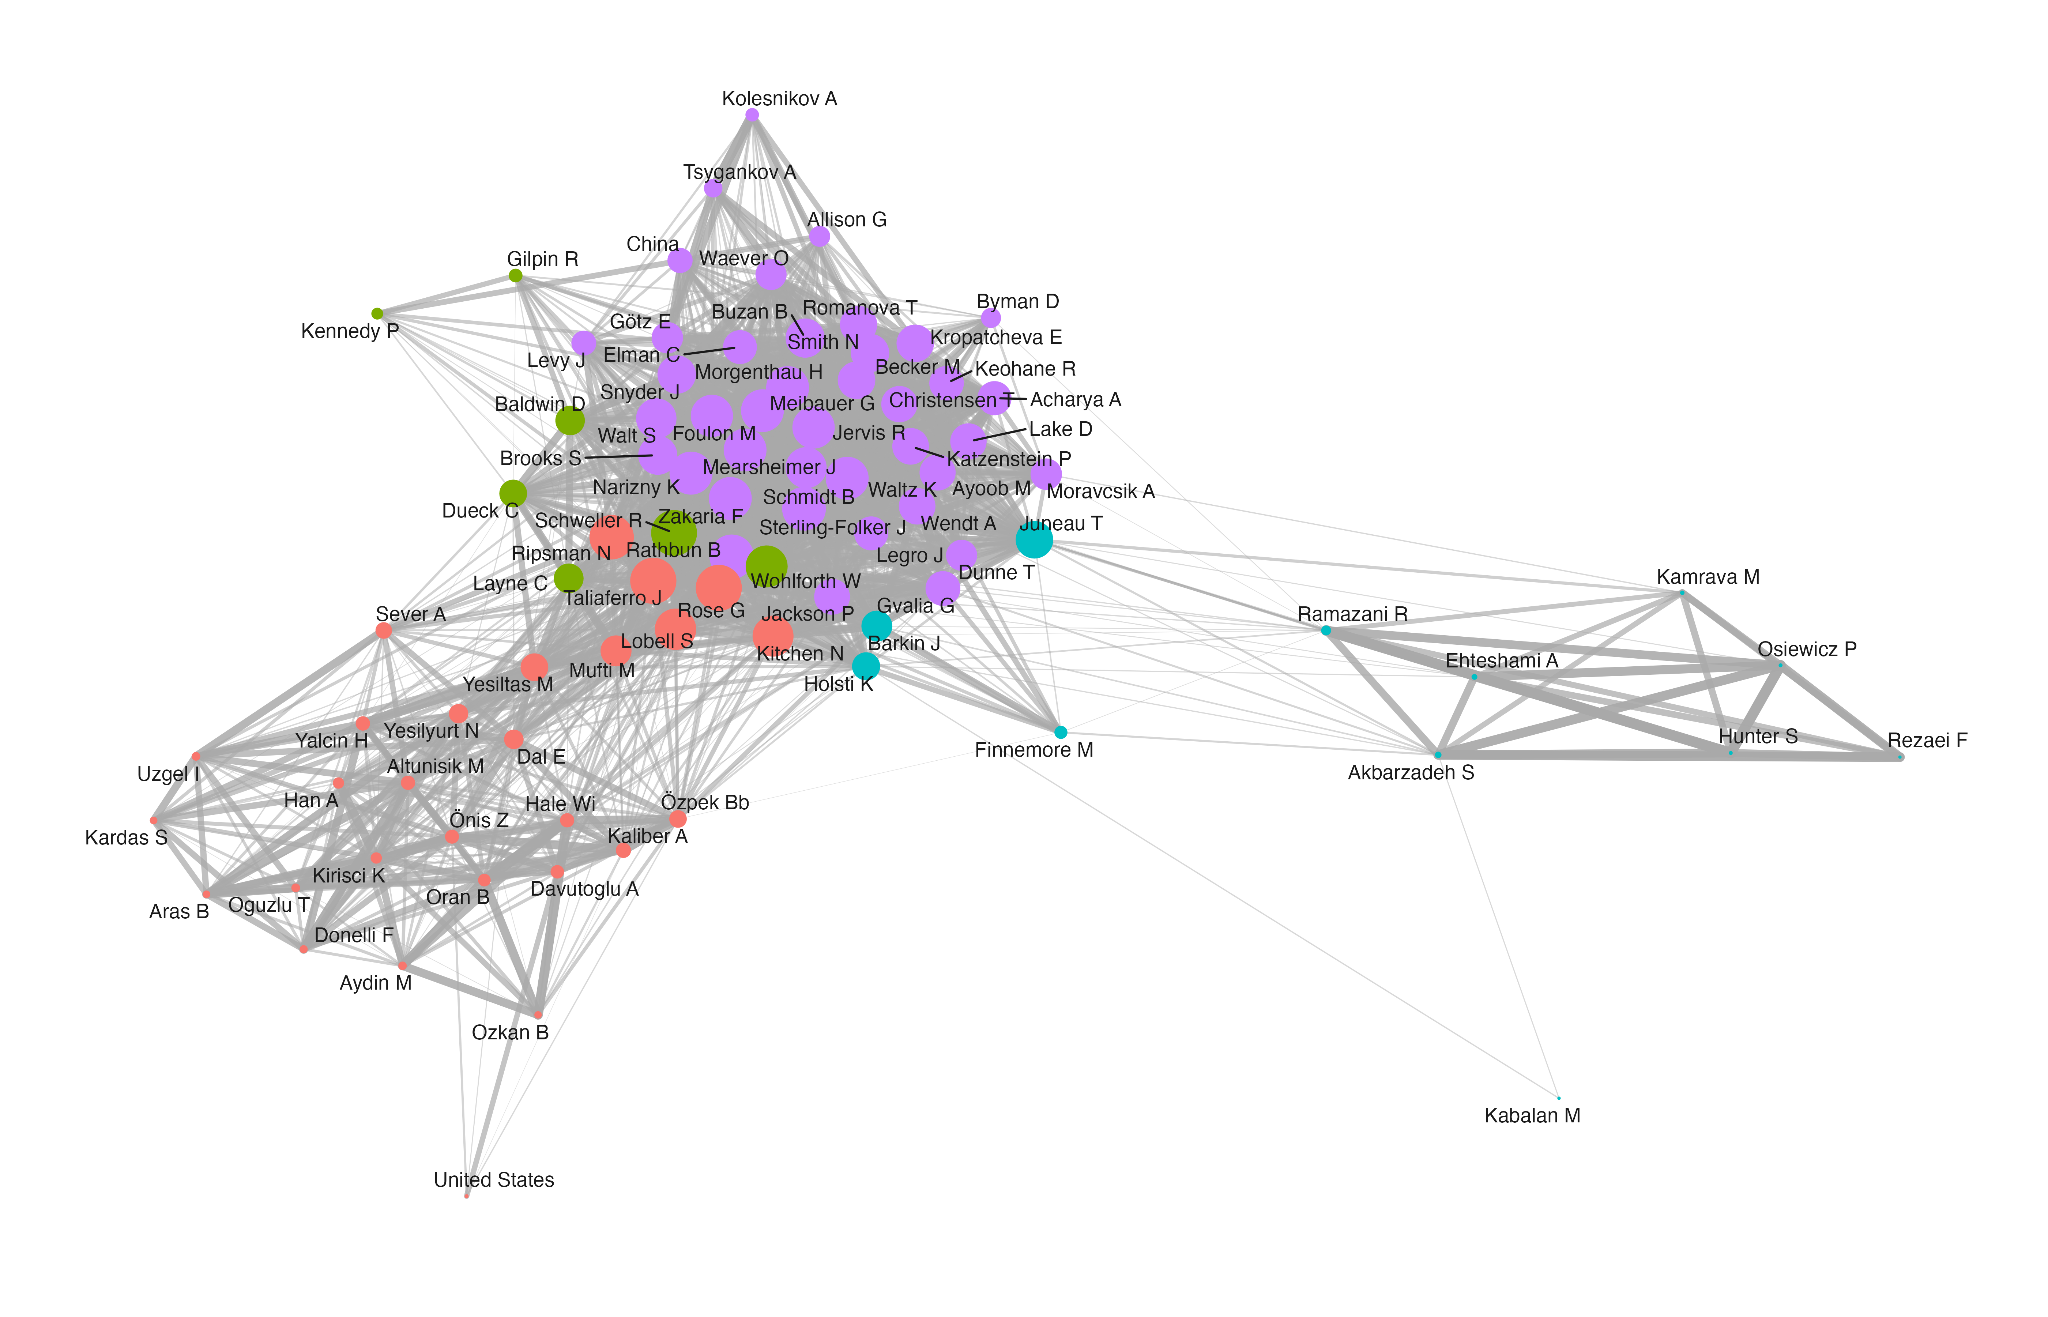 Kolesnikov A
Tsygankov A
Allison G
China
Waever O
Gilpin R
Byman D
Buzan B
Romanova T
Götz E
Kennedy P
Kropatcheva E
Smith N
Elman C
Levy J
Becker M
Keohane R
Morgenthau H
Snyder J
Christensen T
Acharya A
Baldwin D
Meibauer G
Lake D
Walt S
Foulon M
Jervis R
Brooks S
Katzenstein P
Mearsheimer J
Narizny K
Waltz K
Ayoob M
Moravcsik A
Schmidt B
Dueck C
Zakaria F
Schweller R
Wendt A
Juneau T
Sterling-Folker J
Ripsman N
Rathbun B
Legro J
Dunne T
Layne C
Wohlforth W
Kamrava M
Taliaferro J
Rose G
Jackson P
Gvalia G
Sever A
Ramazani R
Lobell S
Barkin J
Osiewicz P
Kitchen N
Ehteshami A
Mufti M
Yesiltas M
Holsti K
Yesilyurt N
Hunter S
Yalcin H
Rezaei F
Finnemore M
Dal E
Uzgel I
Altunisik M
Akbarzadeh S
Han A
Hale Wi
Özpek Bb
Önis Z
Kardas S
Kaliber A
Kirisci K
Davutoglu A
Oran B
Oguzlu T
Aras B
Donelli F
Aydin M
Ozkan B
Kabalan M
United States